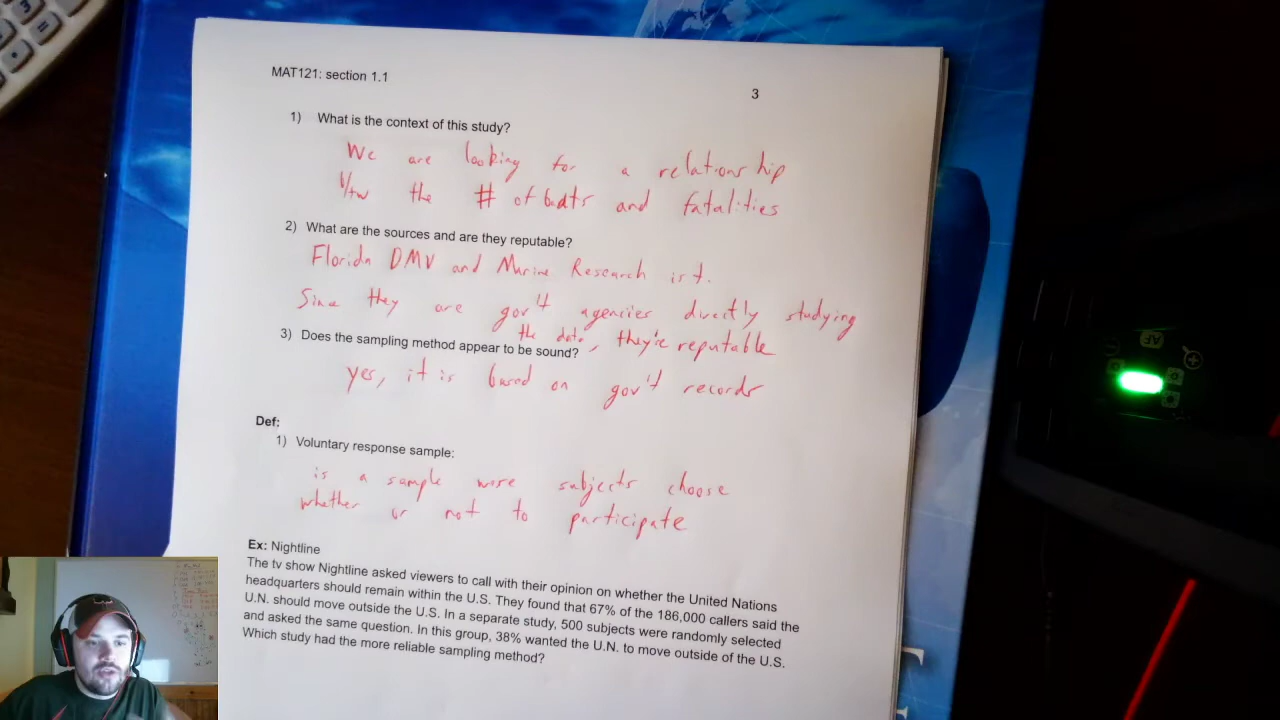 MAT121: section 1.1
3
1) What is the context of this study?
We are looking for a relationship
b/tw the # of boats and fatalities
2) What are the sources and are they reputable?
Florida DMV and Marine Research ist.
Since they are gov't agencies directly studying
the data, they're reputable
3) Does the sampling method appear to be sound?
yes, it is based on gov't records
Def:
1) Voluntary response sample:
is a sample were subjects choose
whether or not to participate
Ex: Nightline
The tv show Nightline asked viewers to call with their opinion on whether the United Nations
headquarters should remain within the U.S. They found that 67% of the 186,000 callers said the
U.N. should move outside the U.S. In a separate study, 500 subjects were randomly selected
and asked the same question. In this group, 38% wanted the U.N. to move outside of the U.S.
Which study had the more reliable sampling method?